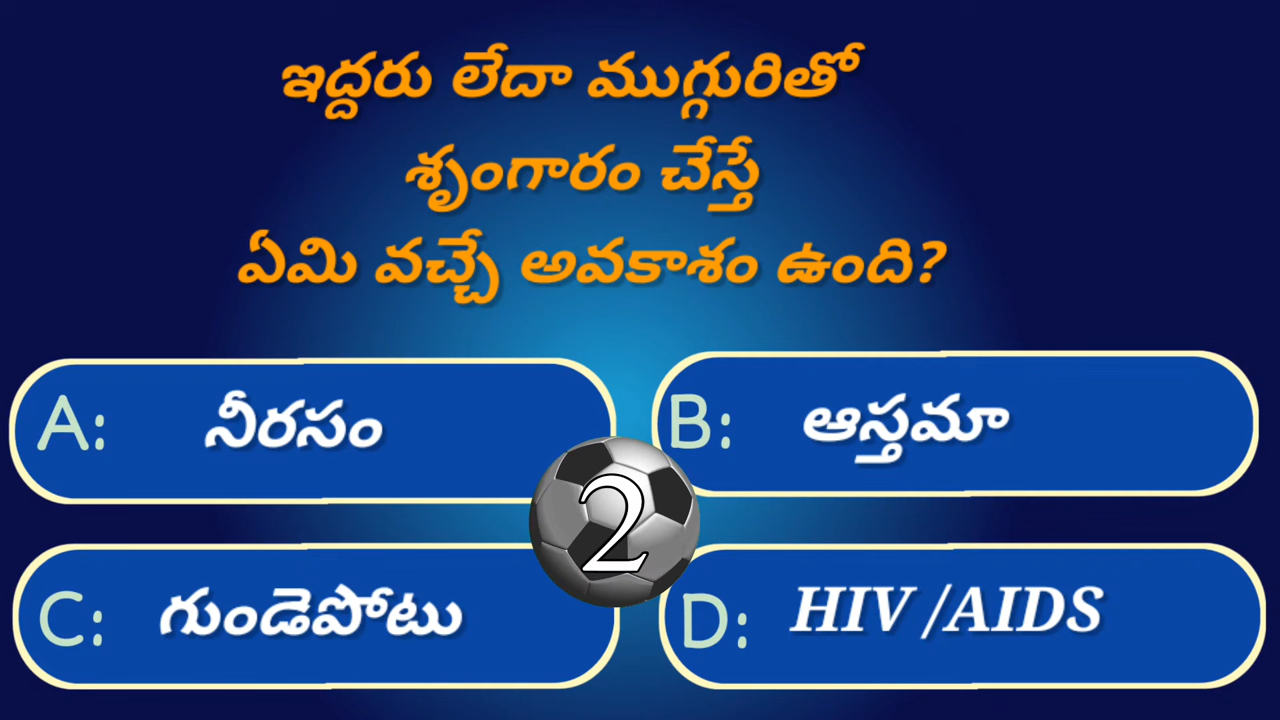 ఇద్దరు లేదా ముగ్గురితో
శృంగారం చేస్తే
ఏమి వచ్చే అవకాశం ఉంది?
A: నీరసం
B: ఆస్తమా
2
C: గుండెపోటు
D: HIV /AIDS